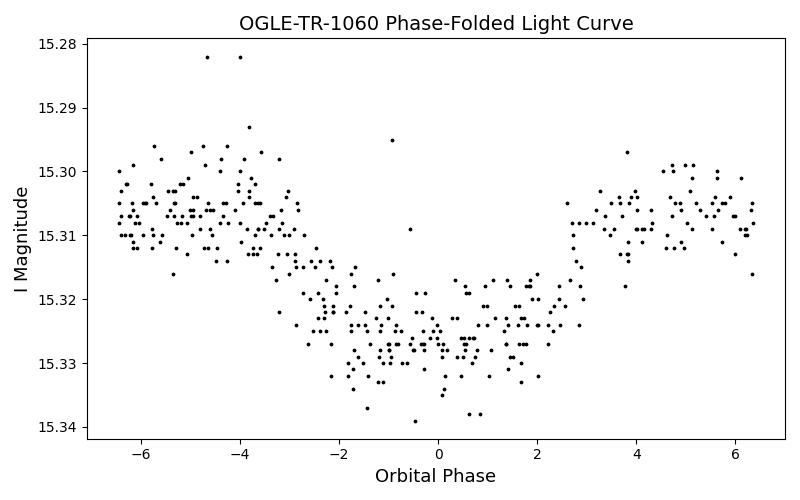 OGLE-TR-1060 Phase-Folded Light Curve
15.28
15.29
15.30
15.31
15.32
15.33
15.34
I Magnitude
−6 −4 −2 0 2 4 6
Orbital Phase